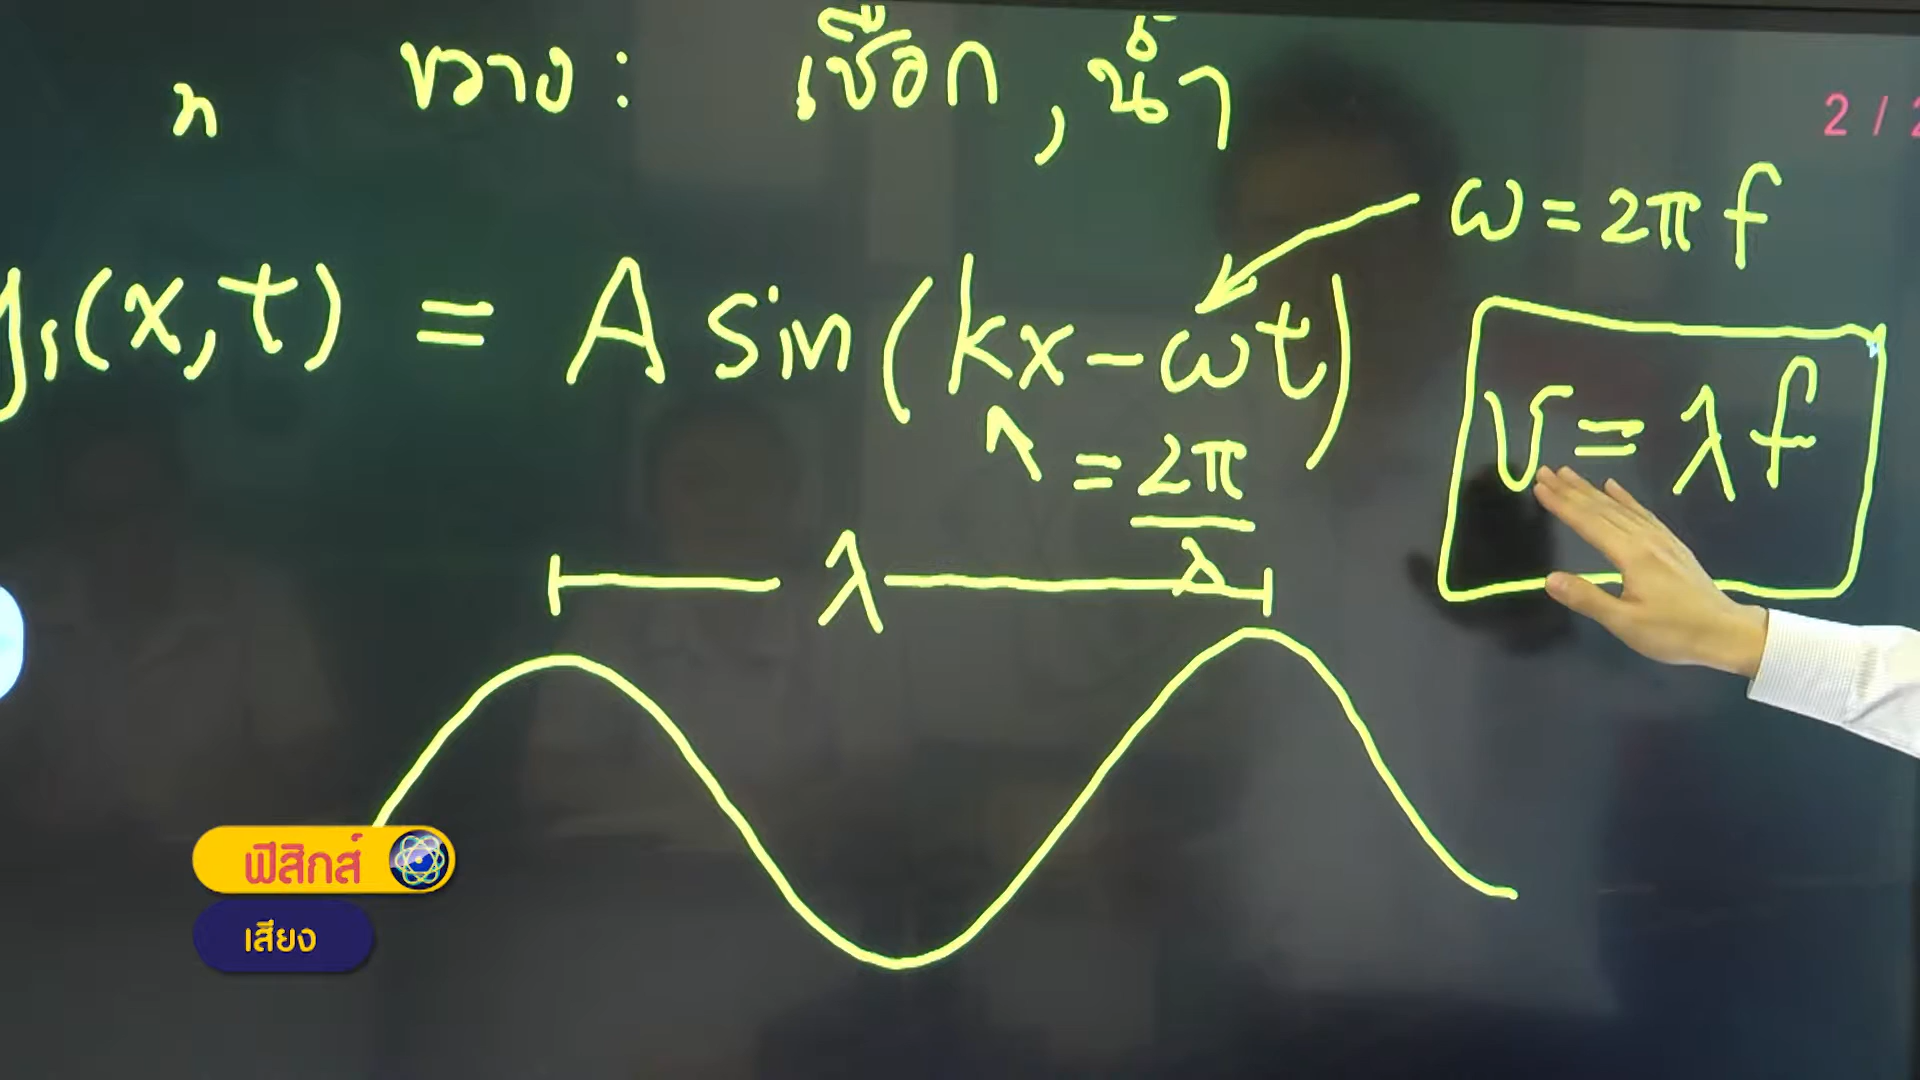 ขวาง : เชือก , น้ำ
2 / 2
ω = 2π f
y₁(x,t) = A sin(kx - ωt)
= 2π/λ
v = λf
λ
ฟิสิกส์
เสียง